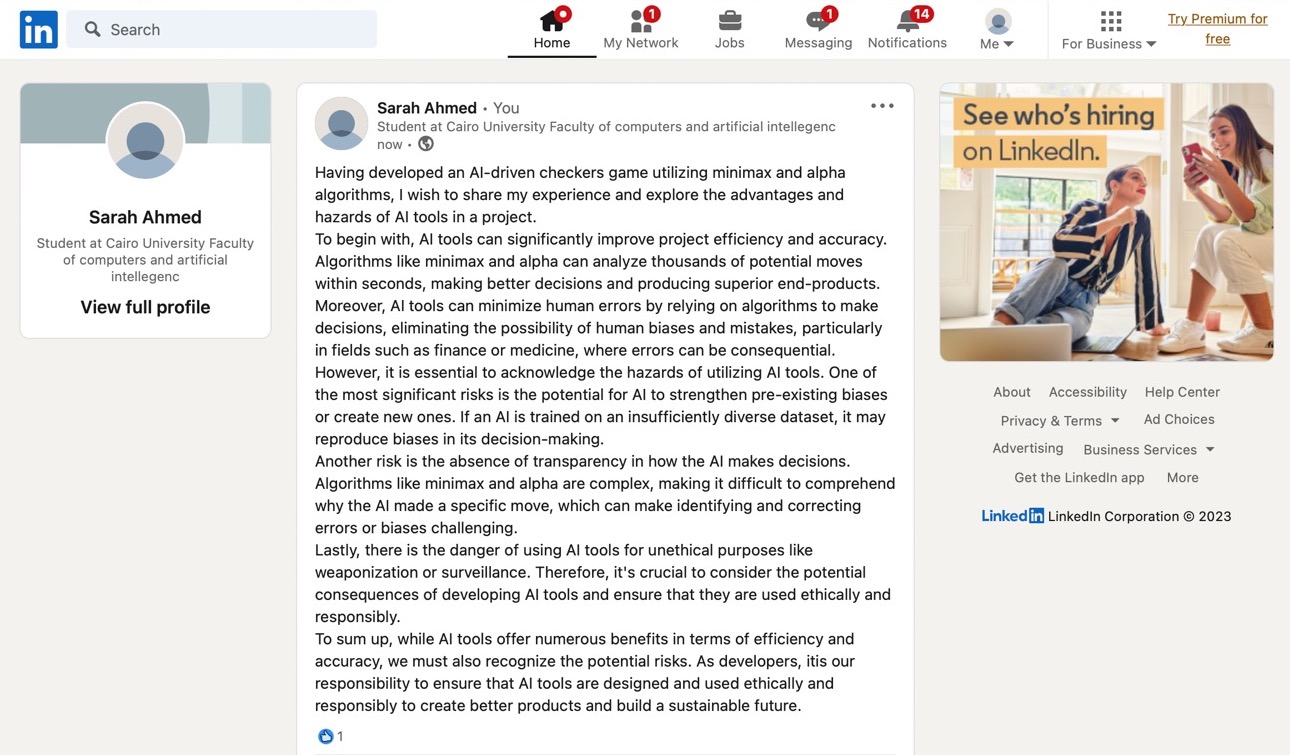 in
Search
Home
1
My Network
Jobs
1
Messaging
14
Notifications
Me
For Business
Try Premium for
free
Sarah Ahmed
Student at Cairo University Faculty
of computers and artificial
intellegenc
View full profile
Sarah Ahmed • You
Student at Cairo University Faculty of computers and artificial intellegenc
now •
Having developed an AI-driven checkers game utilizing minimax and alpha
algorithms, I wish to share my experience and explore the advantages and
hazards of AI tools in a project.
To begin with, AI tools can significantly improve project efficiency and accuracy.
Algorithms like minimax and alpha can analyze thousands of potential moves
within seconds, making better decisions and producing superior end-products.
Moreover, AI tools can minimize human errors by relying on algorithms to make
decisions, eliminating the possibility of human biases and mistakes, particularly
in fields such as finance or medicine, where errors can be consequential.
However, it is essential to acknowledge the hazards of utilizing AI tools. One of
the most significant risks is the potential for AI to strengthen pre-existing biases
or create new ones. If an AI is trained on an insufficiently diverse dataset, it may
reproduce biases in its decision-making.
Another risk is the absence of transparency in how the AI makes decisions.
Algorithms like minimax and alpha are complex, making it difficult to comprehend
why the AI made a specific move, which can make identifying and correcting
errors or biases challenging.
Lastly, there is the danger of using AI tools for unethical purposes like
weaponization or surveillance. Therefore, it's crucial to consider the potential
consequences of developing AI tools and ensure that they are used ethically and
responsibly.
To sum up, while AI tools offer numerous benefits in terms of efficiency and
accuracy, we must also recognize the potential risks. As developers, itis our
responsibility to ensure that AI tools are designed and used ethically and
responsibly to create better products and build a sustainable future.
1
See who's hiring
on LinkedIn.
About Accessibility Help Center
Privacy & Terms Ad Choices
Advertising Business Services
Get the LinkedIn app More
LinkedIn LinkedIn Corporation © 2023